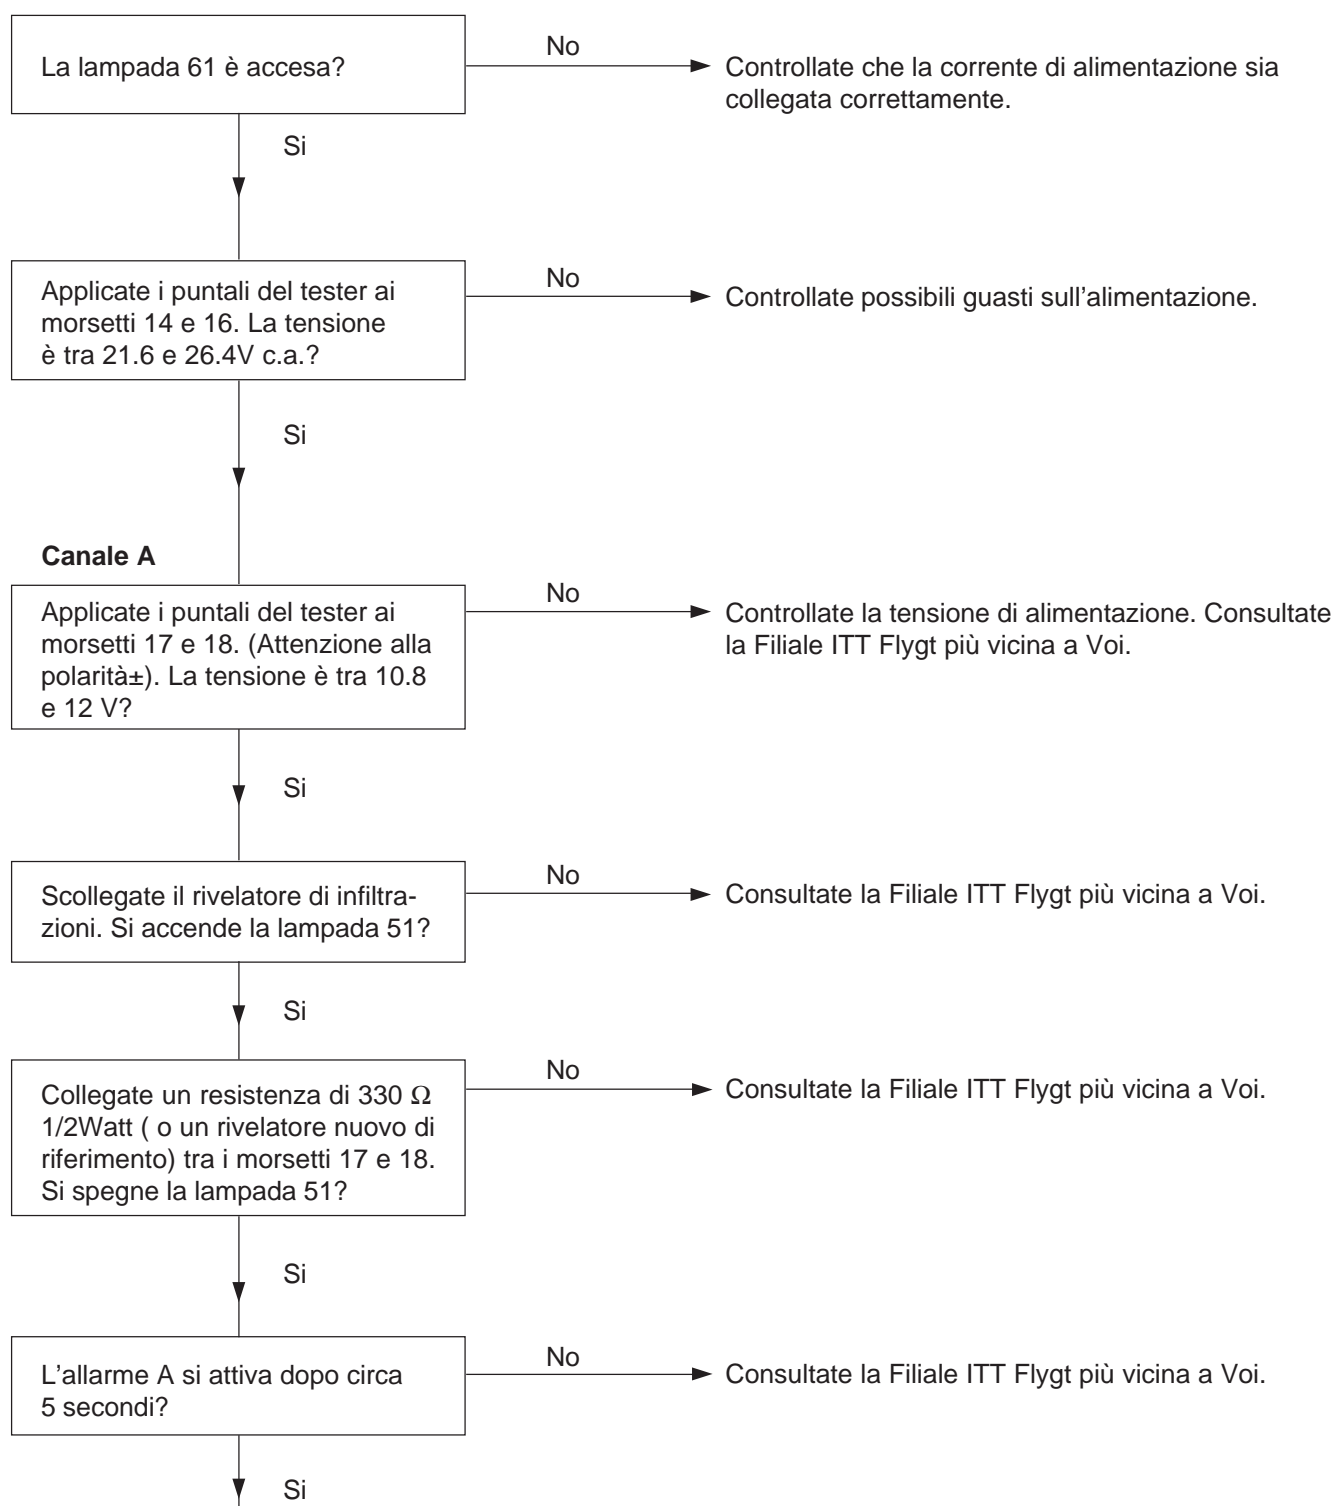 La lampada 61 è accesa?
No
Controllate che la corrente di alimentazione sia
collegata correttamente.
Si
Applicate i puntali del tester ai
morsetti 14 e 16. La tensione
è tra 21.6 e 26.4V c.a.?
No
Controllate possibili guasti sull'alimentazione.
Si
Canale A
Applicate i puntali del tester ai
morsetti 17 e 18. (Attenzione alla
polarità±). La tensione è tra 10.8
e 12 V?
No
Controllate la tensione di alimentazione. Consultate
la Filiale ITT Flygt più vicina a Voi.
Si
Scollegate il rivelatore di infiltra-
zioni. Si accende la lampada 51?
No
Consultate la Filiale ITT Flygt più vicina a Voi.
Si
Collegate un resistenza di 330 Ω
1/2Watt ( o un rivelatore nuovo di
riferimento) tra i morsetti 17 e 18.
Si spegne la lampada 51?
No
Consultate la Filiale ITT Flygt più vicina a Voi.
Si
L'allarme A si attiva dopo circa
5 secondi?
No
Consultate la Filiale ITT Flygt più vicina a Voi.
Si